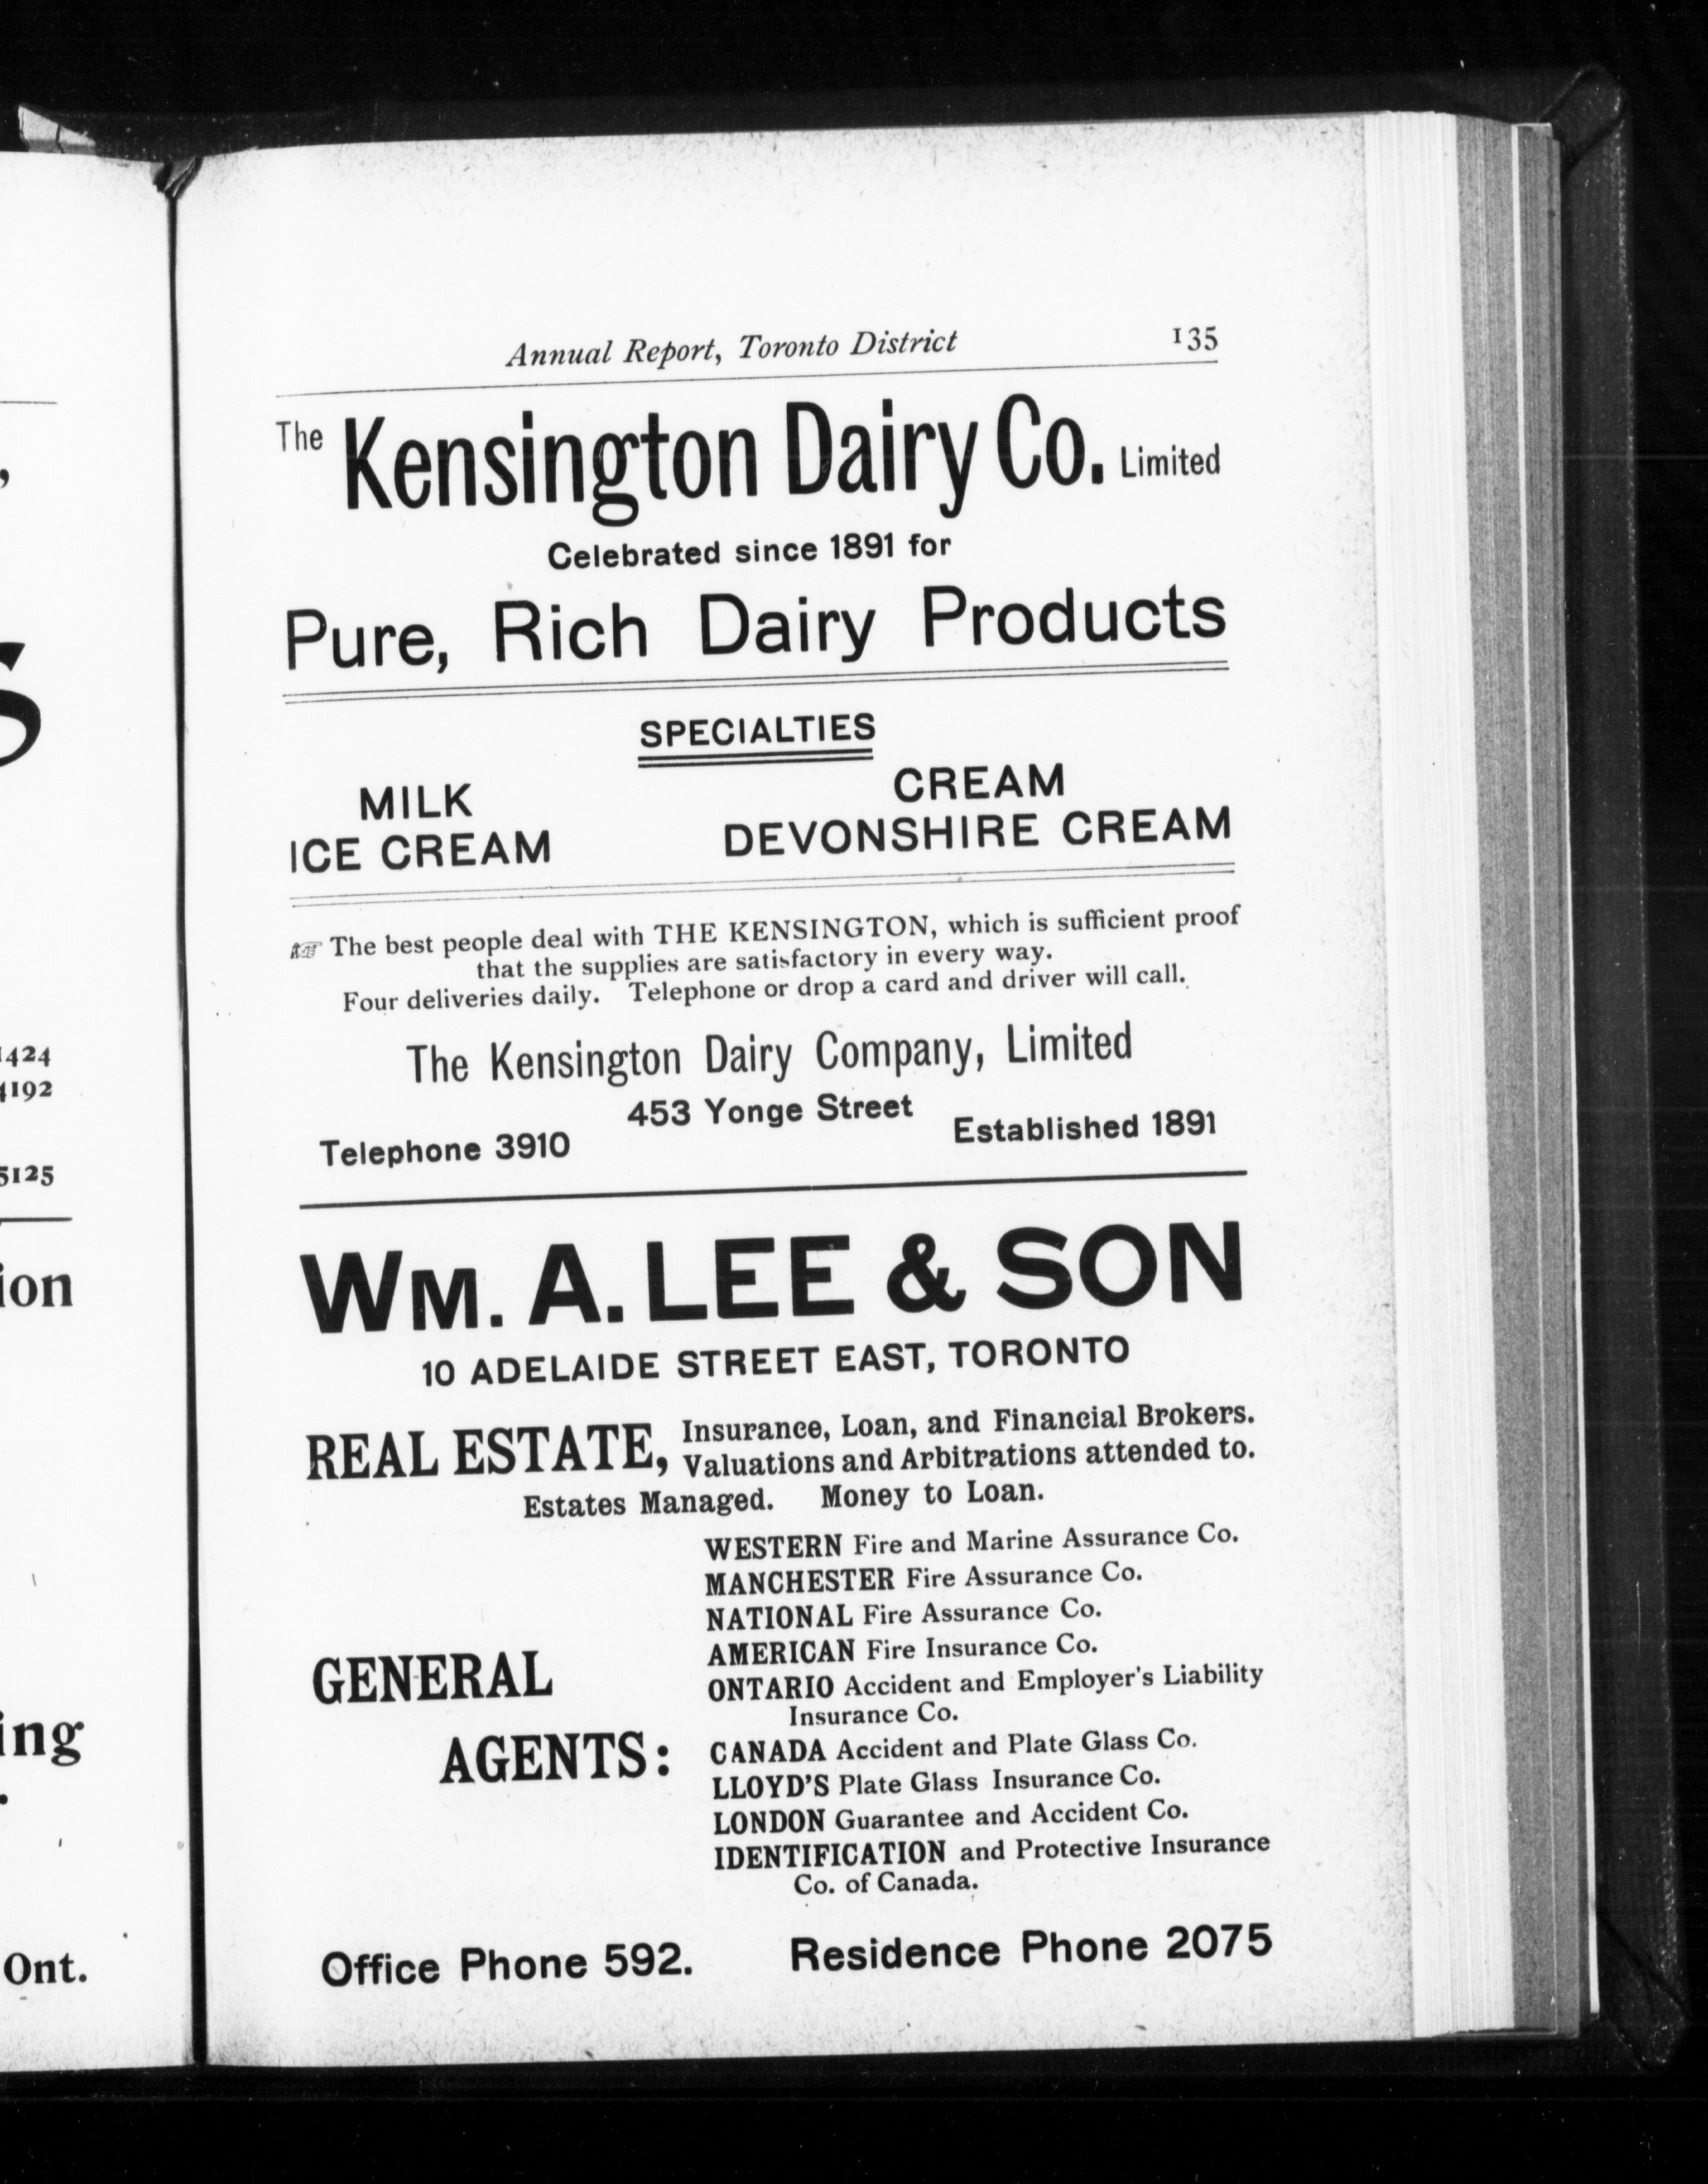 Annual Report, Toronto District 135
The Kensington Dairy Co. Limited
Celebrated since 1891 for
Pure, Rich Dairy Products
SPECIALTIES
MILK CREAM
ICE CREAM DEVONSHIRE CREAM
☞ The best people deal with THE KENSINGTON, which is sufficient proof
that the supplies are satisfactory in every way.
Four deliveries daily. Telephone or drop a card and driver will call.
The Kensington Dairy Company, Limited
453 Yonge Street
Telephone 3910 Established 1891
WM. A. LEE & SON
10 ADELAIDE STREET EAST, TORONTO
REAL ESTATE, Insurance, Loan, and Financial Brokers.
Valuations and Arbitrations attended to.
Estates Managed. Money to Loan.
GENERAL
AGENTS:
WESTERN Fire and Marine Assurance Co.
MANCHESTER Fire Assurance Co.
NATIONAL Fire Assurance Co.
AMERICAN Fire Insurance Co.
ONTARIO Accident and Employer's Liability
Insurance Co.
CANADA Accident and Plate Glass Co.
LLOYD'S Plate Glass Insurance Co.
LONDON Guarantee and Accident Co.
IDENTIFICATION and Protective Insurance
Co. of Canada.
Office Phone 592. Residence Phone 2075
Ont.